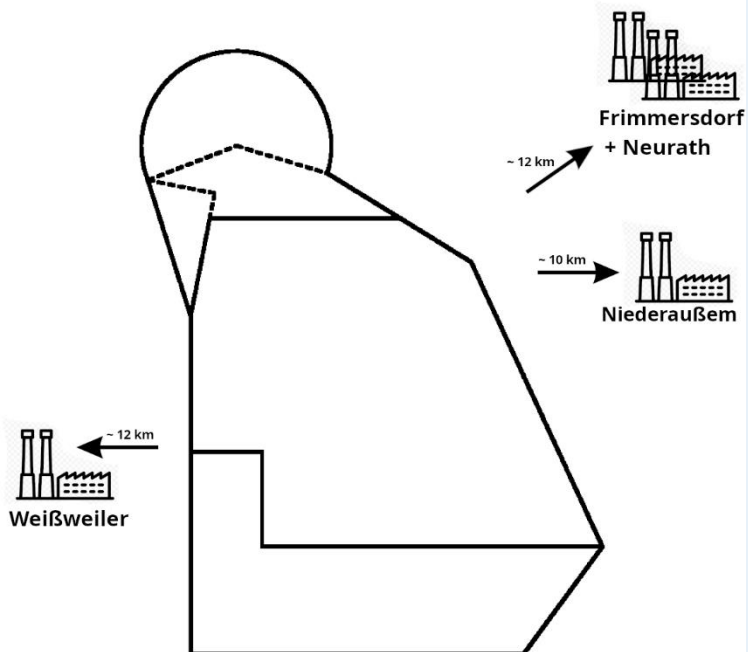 Frimmersdorf
+ Neurath
~ 12 km
~ 10 km
Niederaußem
~ 12 km
Weißweiler